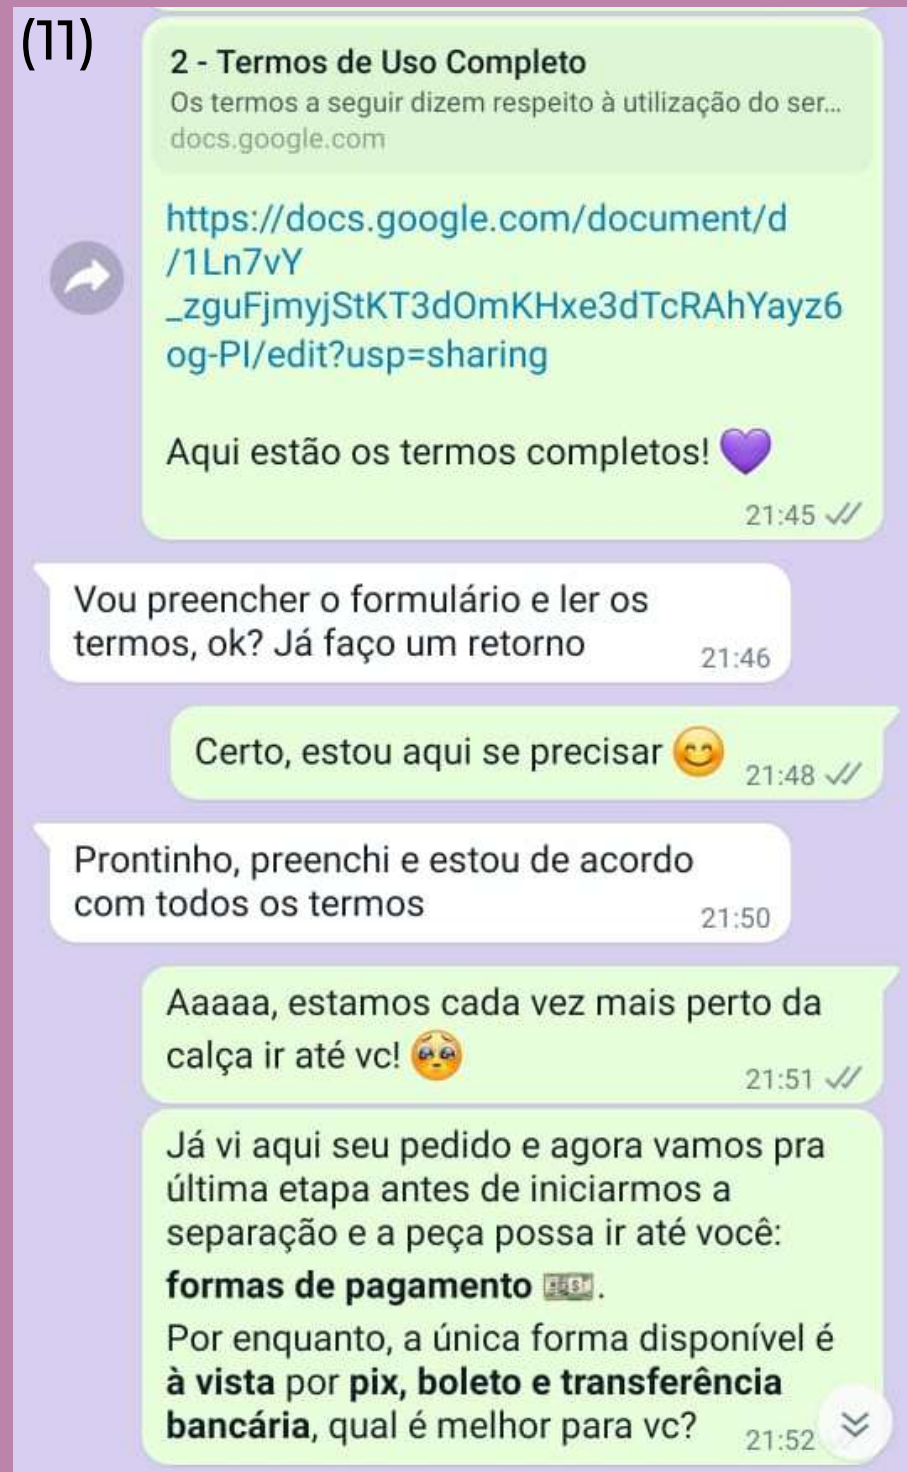 (11)
2 - Termos de Uso Completo
Os termos a seguir dizem respeito à utilização do ser...
docs.google.com
https://docs.google.com/document/d
/1Ln7vY
_zguFjmyjStKT3dOmKHxe3dTcRAhYayz6
og-PI/edit?usp=sharing
Aqui estão os termos completos! 💜
21:45
Vou preencher o formulário e ler os
termos, ok? Já faço um retorno
21:46
Certo, estou aqui se precisar 😊
21:48
Prontinho, preenchi e estou de acordo
com todos os termos
21:50
Aaaaa, estamos cada vez mais perto da
calça ir até vc! 🥺
21:51
Já vi aqui seu pedido e agora vamos pra
última etapa antes de iniciarmos a
separação e a peça possa ir até você:
formas de pagamento 💵.
Por enquanto, a única forma disponível é
à vista por pix, boleto e transferência
bancária, qual é melhor para vc?
21:52